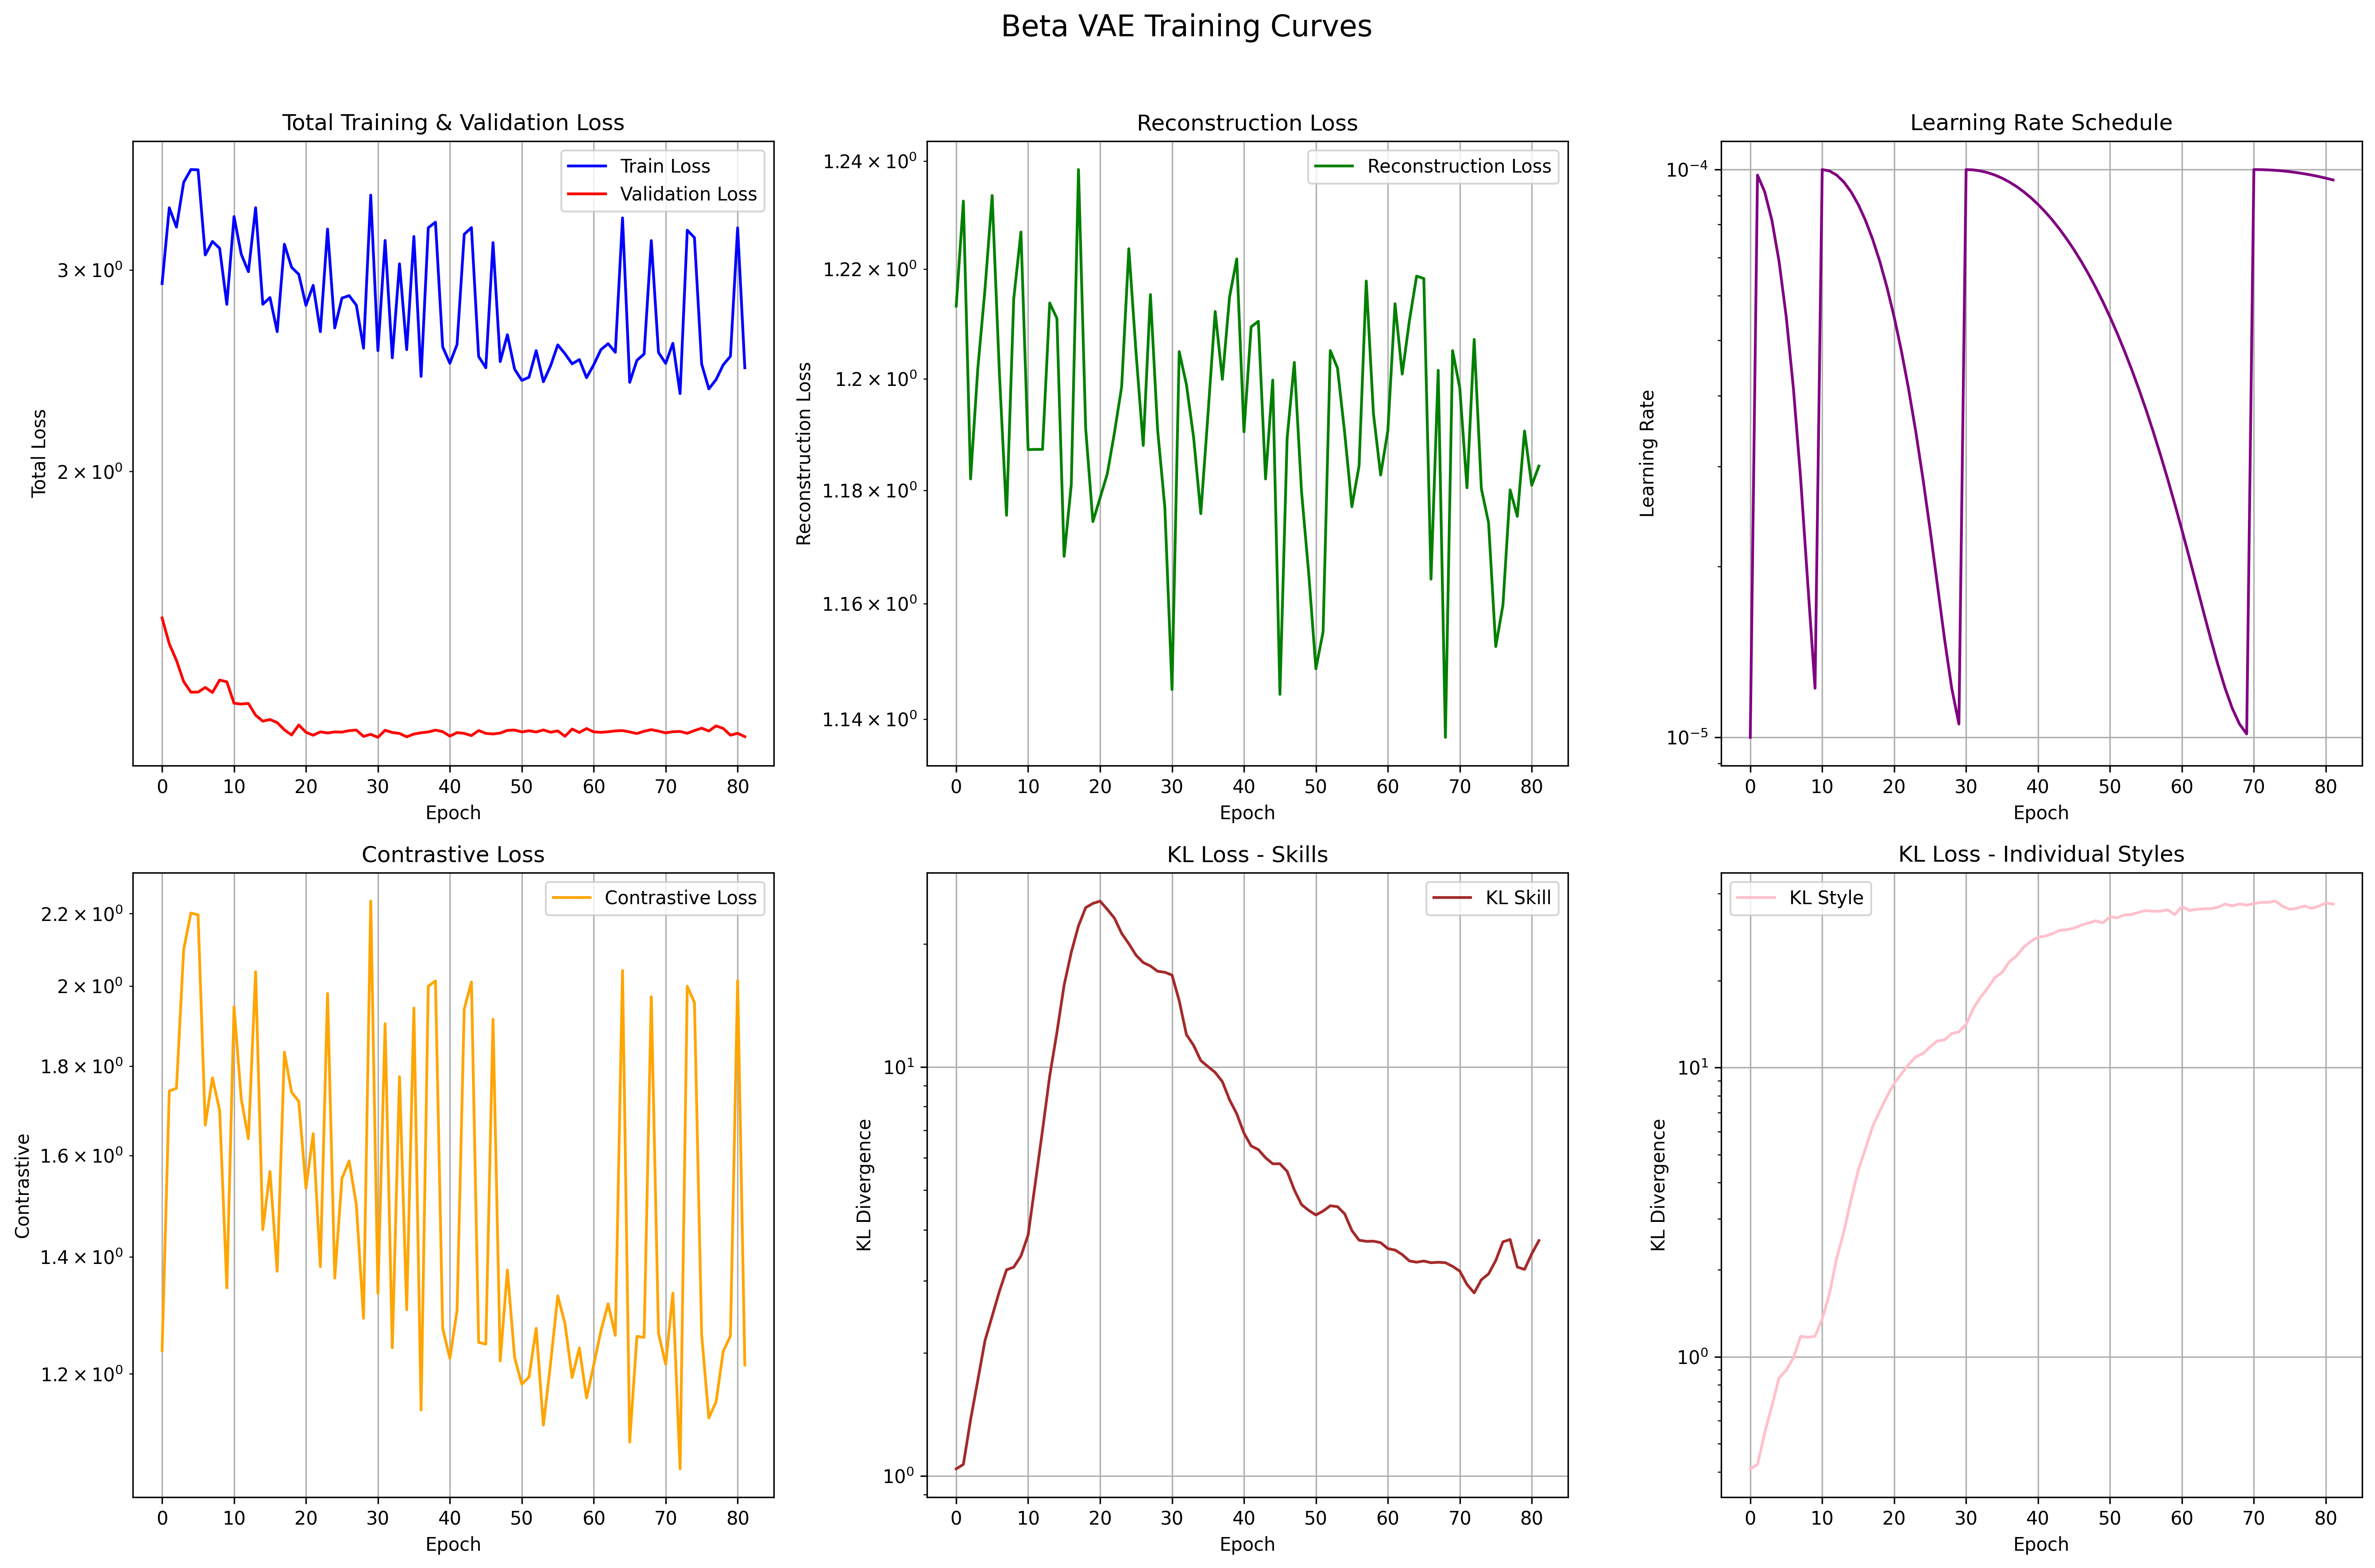 Beta VAE Training Curves
Total Training & Validation Loss
Train Loss
Validation Loss
3 × 10⁰
2 × 10⁰
Total Loss
0 10 20 30 40 50 60 70 80
Epoch
Reconstruction Loss
Reconstruction Loss
1.24 × 10⁰
1.22 × 10⁰
1.2 × 10⁰
1.18 × 10⁰
1.16 × 10⁰
1.14 × 10⁰
Reconstruction Loss
0 10 20 30 40 50 60 70 80
Epoch
Learning Rate Schedule
10⁻⁴
10⁻⁵
Learning Rate
0 10 20 30 40 50 60 70 80
Epoch
Contrastive Loss
Contrastive Loss
2.2 × 10⁰
2 × 10⁰
1.8 × 10⁰
1.6 × 10⁰
1.4 × 10⁰
1.2 × 10⁰
Contrastive
0 10 20 30 40 50 60 70 80
Epoch
KL Loss - Skills
KL Skill
10¹
10⁰
KL Divergence
0 10 20 30 40 50 60 70 80
Epoch
KL Loss - Individual Styles
KL Style
10¹
10⁰
KL Divergence
0 10 20 30 40 50 60 70 80
Epoch